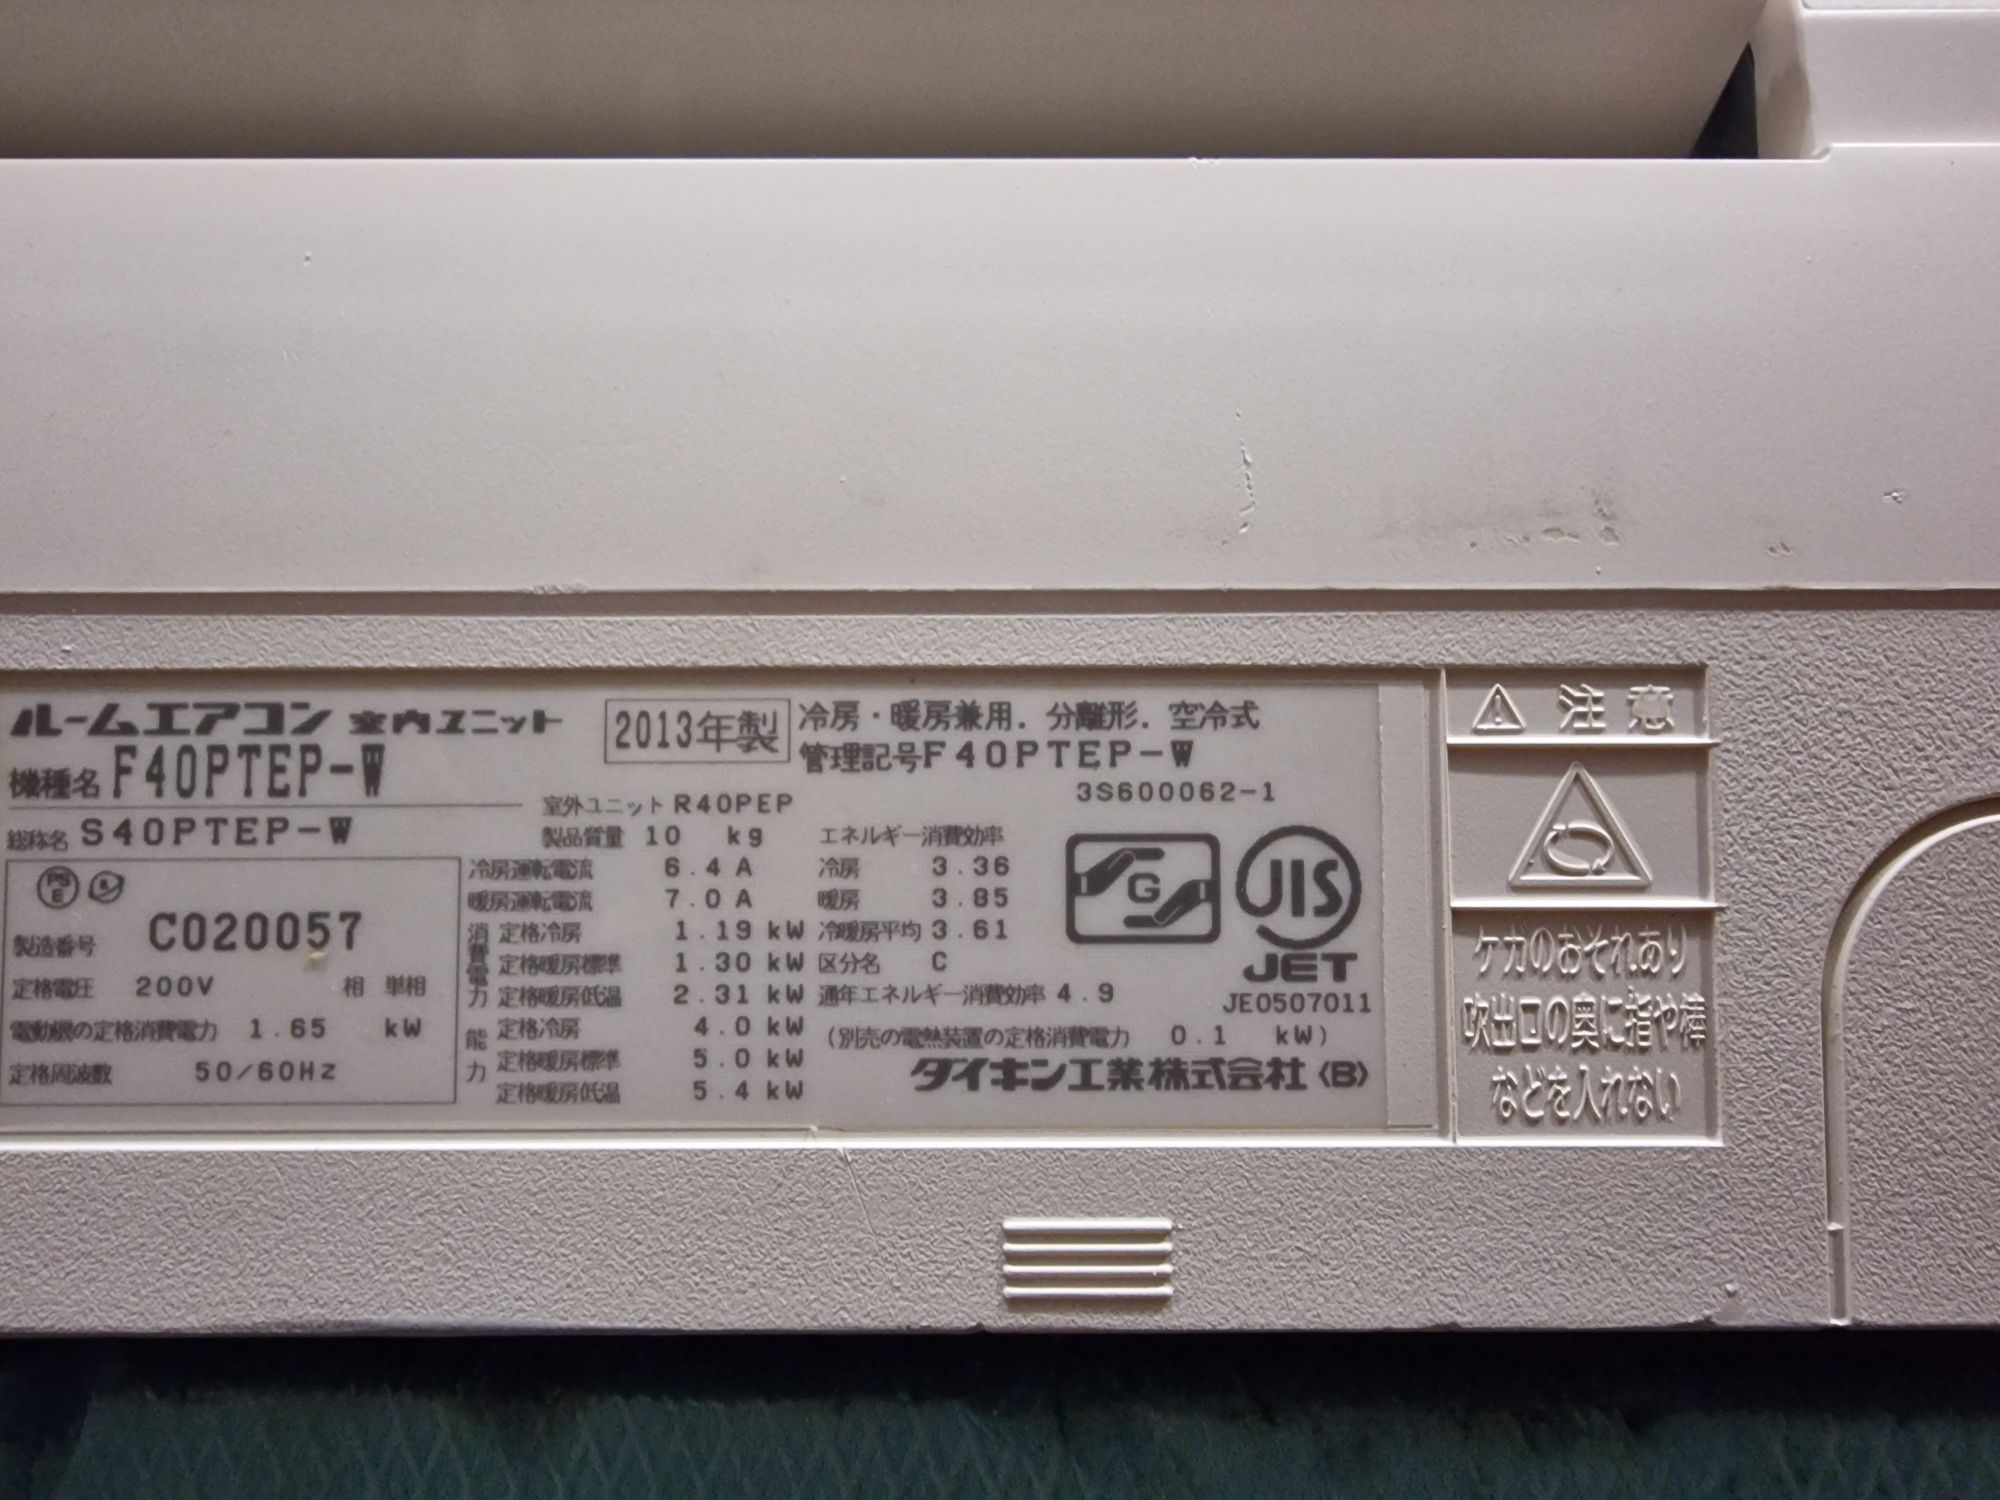 ルームエアコン 室内ユニット
2013年製
冷房・暖房兼用．分離形．空冷式
機種名 F40PTEP-W
管理記号F40PTEP-W
3S600062-1
室外ユニット R40PEP
総称名 S40PTEP-W
製品質量 10 kg
エネルギー消費効率
冷房運転電流 6.4 A
冷房 3.36
暖房運転電流 7.0 A
暖房 3.85
消費電力 定格冷房 1.19 kW
冷暖房平均 3.61
定格暖房標準 1.30 kW
区分名 C
定格暖房低温 2.31 kW
通年エネルギー消費効率 4.9
能力 定格冷房 4.0 kW
(別売の電熱装置の定格消費電力 0.1 kW)
定格暖房標準 5.0 kW
定格暖房低温 5.4 kW
PS
E
製造番号 C020057
定格電圧 200V 相 単相
電動機の定格消費電力 1.65 kW
定格周波数 50/60Hz
G
JIS
JET
JE0507011
ダイキン工業株式会社〈B〉
注意
ケガのおそれあり
吹出口の奥に指や棒
などを入れない